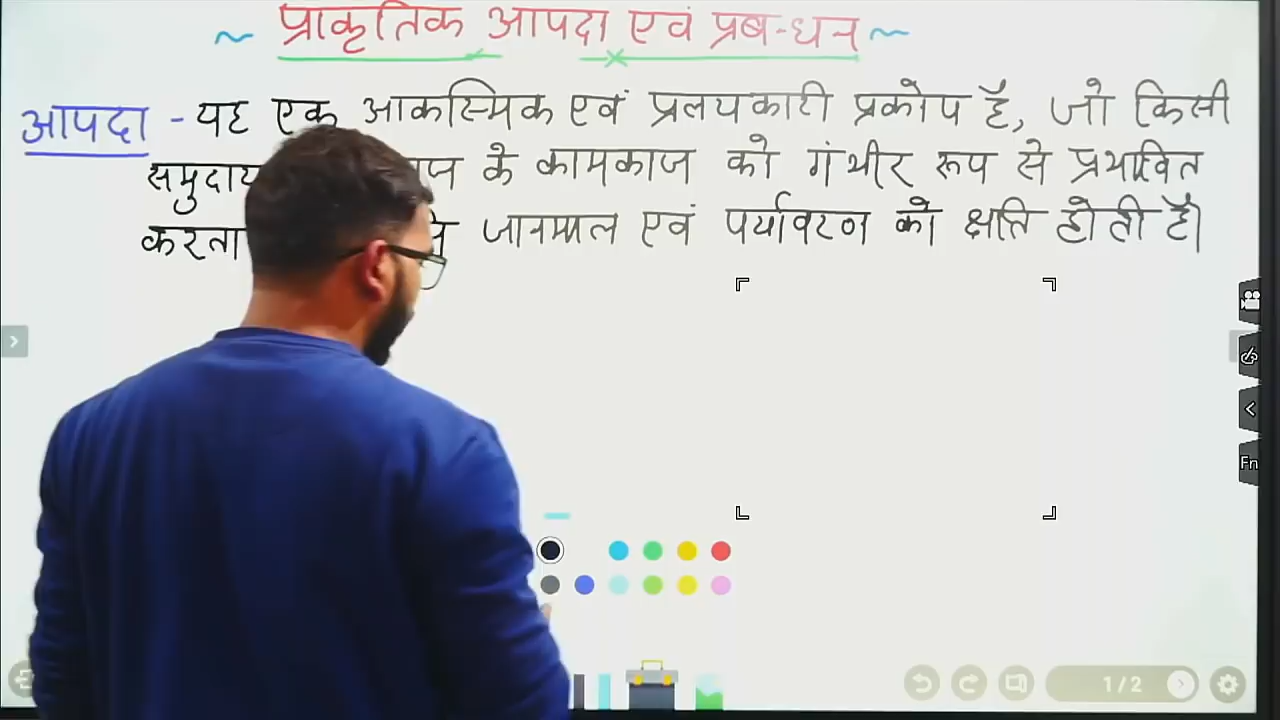 ~ प्राकृतिक आपदा एवं प्रबन्धन ~
आपदा - यह एक आकस्मिक एवं प्रलयकारी प्रकोप है, जो किसी
समुदाय के कामकाज को गंभीर रूप से प्रभावित
करता जानमाल एवं पर्यावरण को क्षति होती है।
Fn
1/2